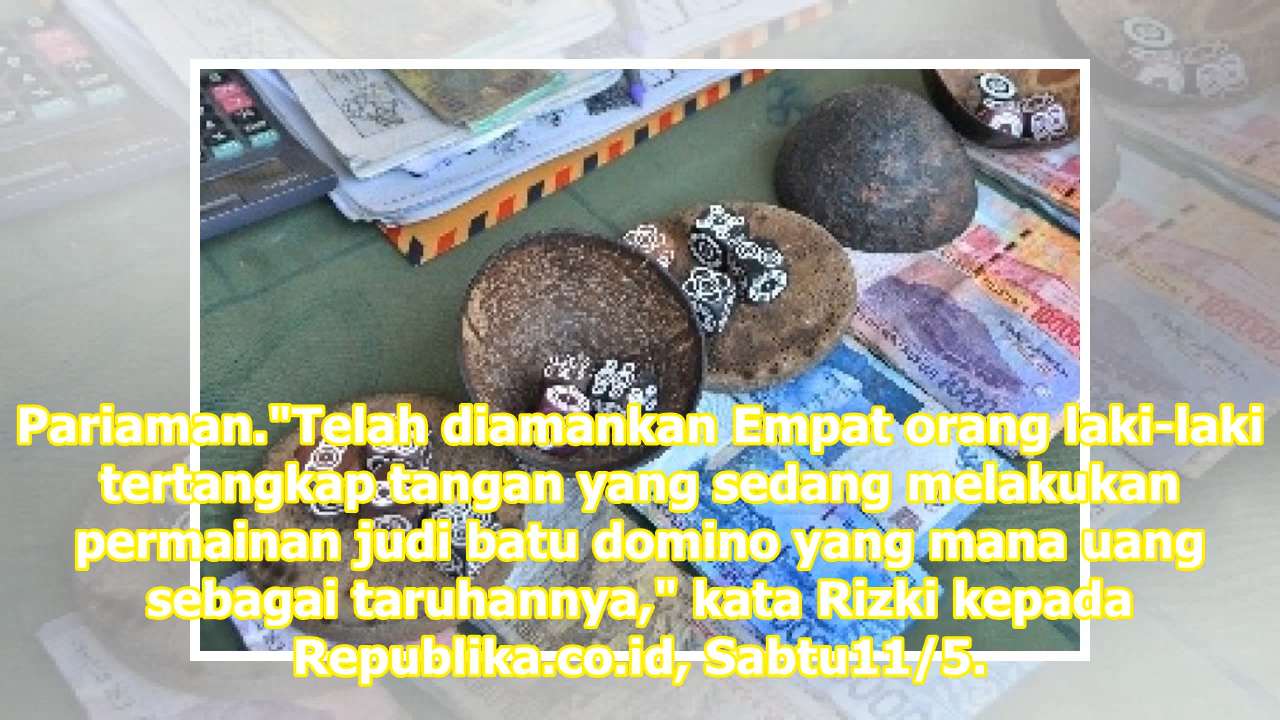 Pariaman."Telah diamankan Empat orang laki-laki
tertangkap tangan yang sedang melakukan
permainan judi batu domino yang mana uang
sebagai taruhannya," kata Rizki kepada
Republika.co.id, Sabtu11/5.